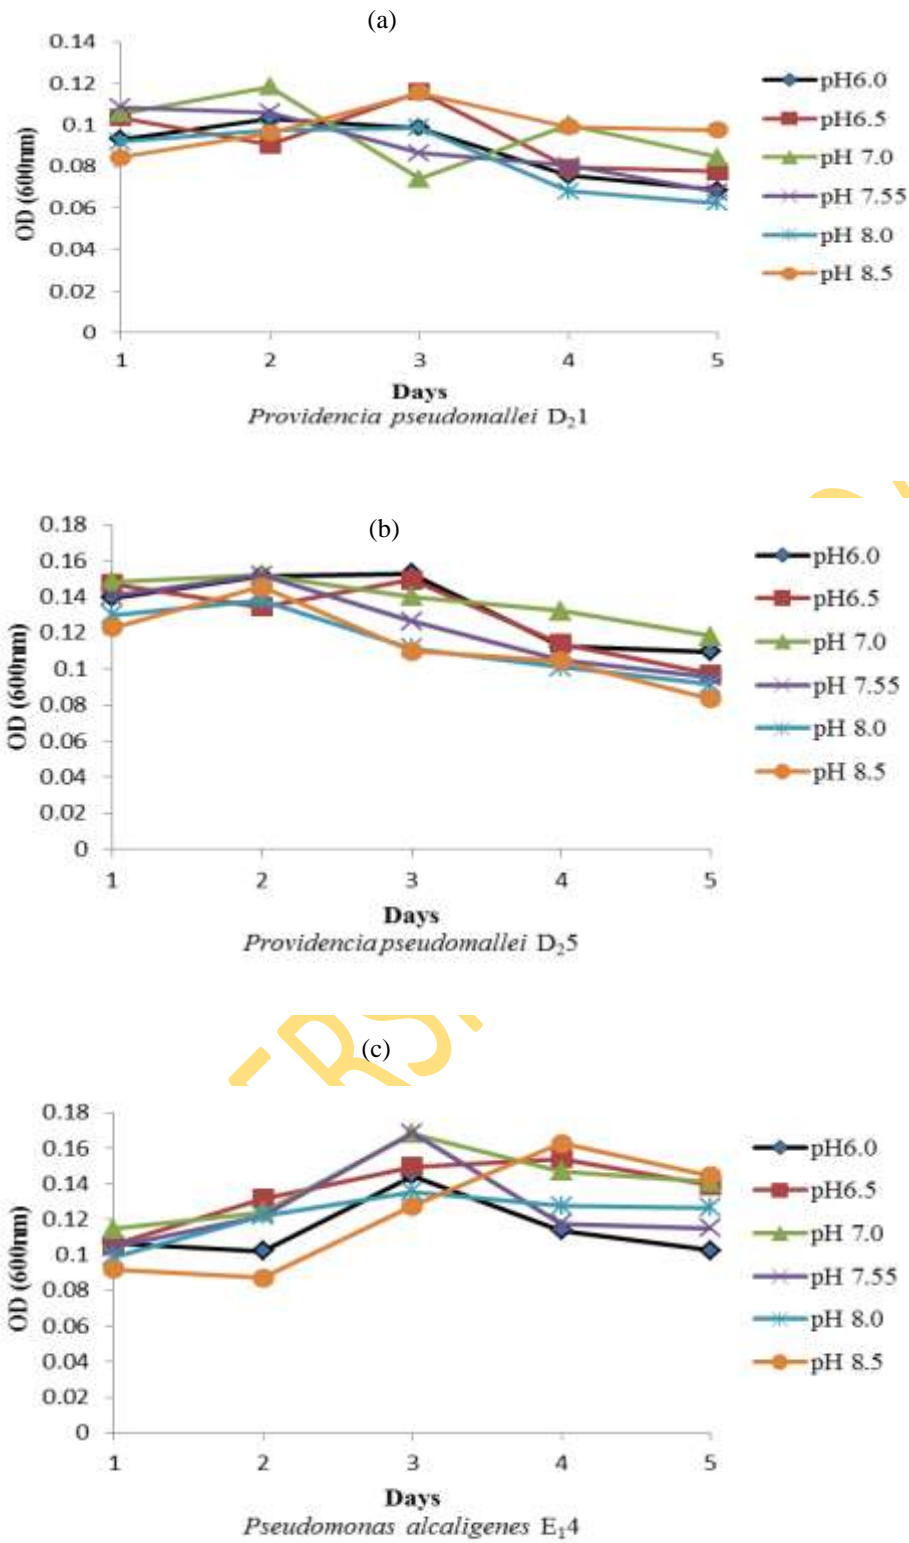 (a)
0.14
0.12
0.1
0.08
0.06
0.04
0.02
0
OD (600nm)
1 2 3 4 5
Days
Providencia pseudomallei D₂1
pH6.0
pH6.5
pH 7.0
pH 7.55
pH 8.0
pH 8.5
(b)
0.18
0.16
0.14
0.12
0.1
0.08
0.06
0.04
0.02
0
OD (600nm)
1 2 3 4 5
Days
Providencia pseudomallei D₂5
pH6.0
pH6.5
pH 7.0
pH 7.55
pH 8.0
pH 8.5
(c)
0.18
0.16
0.14
0.12
0.1
0.08
0.06
0.04
0.02
0
OD (600nm)
1 2 3 4 5
Days
Pseudomonas alcaligenes E₁4
pH6.0
pH6.5
pH 7.0
pH 7.55
pH 8.0
pH 8.5